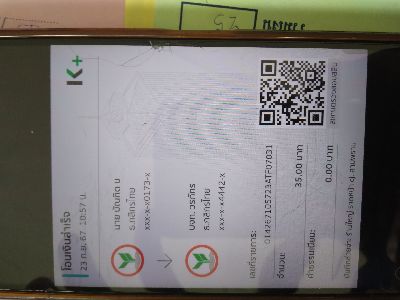 โอนเงินสำเร็จ
23 ก.ย. 67 18:57 น.
K+
นาย บัณฑิต ข
ธ.กสิกรไทย
xxx-x-x0173-x
บจก. วรภัทร
ธ.กสิกรไทย
xxx-x-x4442-x
เลขที่รายการ:
014267105723ATF07031
จำนวน:
35.00 บาท
ค่าธรรมเนียม:
0.00 บาท
สแกนตรวจสอบสลิป